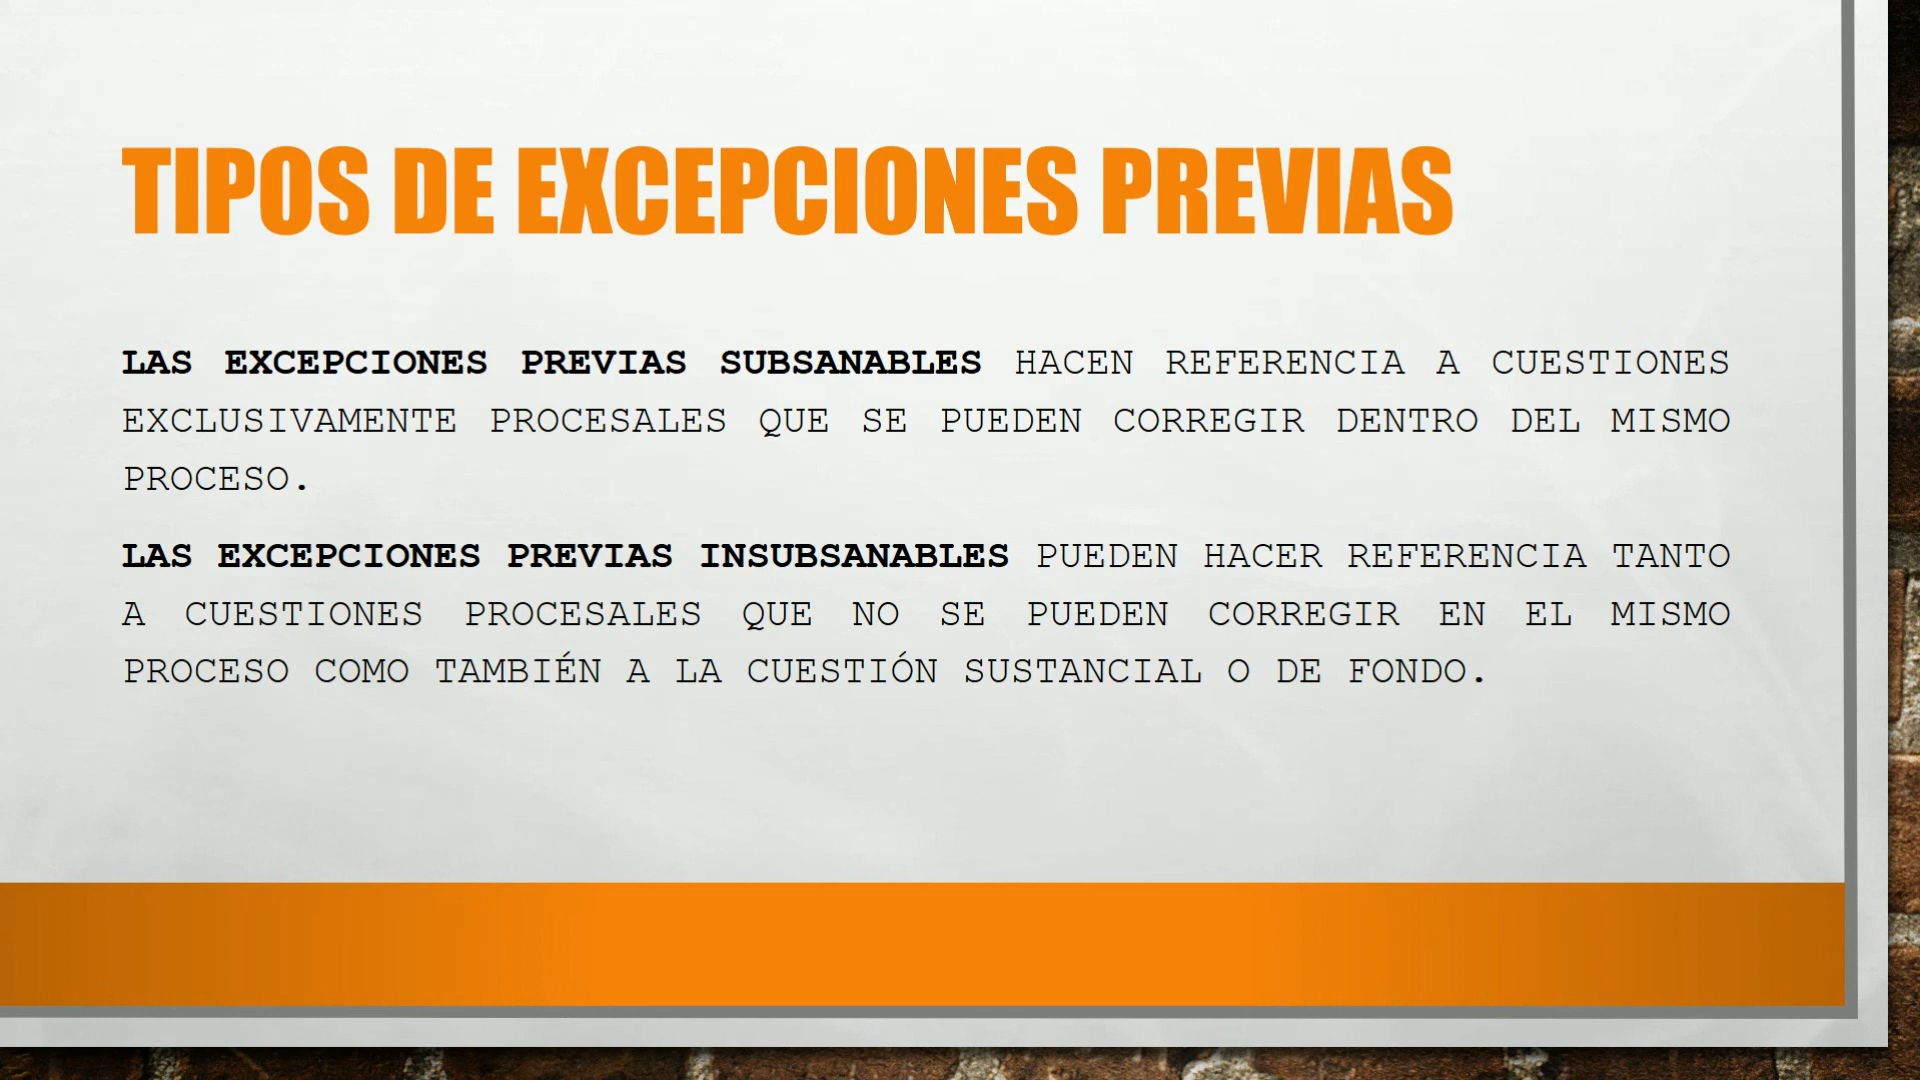 TIPOS DE EXCEPCIONES PREVIAS
LAS EXCEPCIONES PREVIAS SUBSANABLES HACEN REFERENCIA A CUESTIONES
EXCLUSIVAMENTE PROCESALES QUE SE PUEDEN CORREGIR DENTRO DEL MISMO
PROCESO.
LAS EXCEPCIONES PREVIAS INSUBSANABLES PUEDEN HACER REFERENCIA TANTO
A CUESTIONES PROCESALES QUE NO SE PUEDEN CORREGIR EN EL MISMO
PROCESO COMO TAMBIÉN A LA CUESTIÓN SUSTANCIAL O DE FONDO.